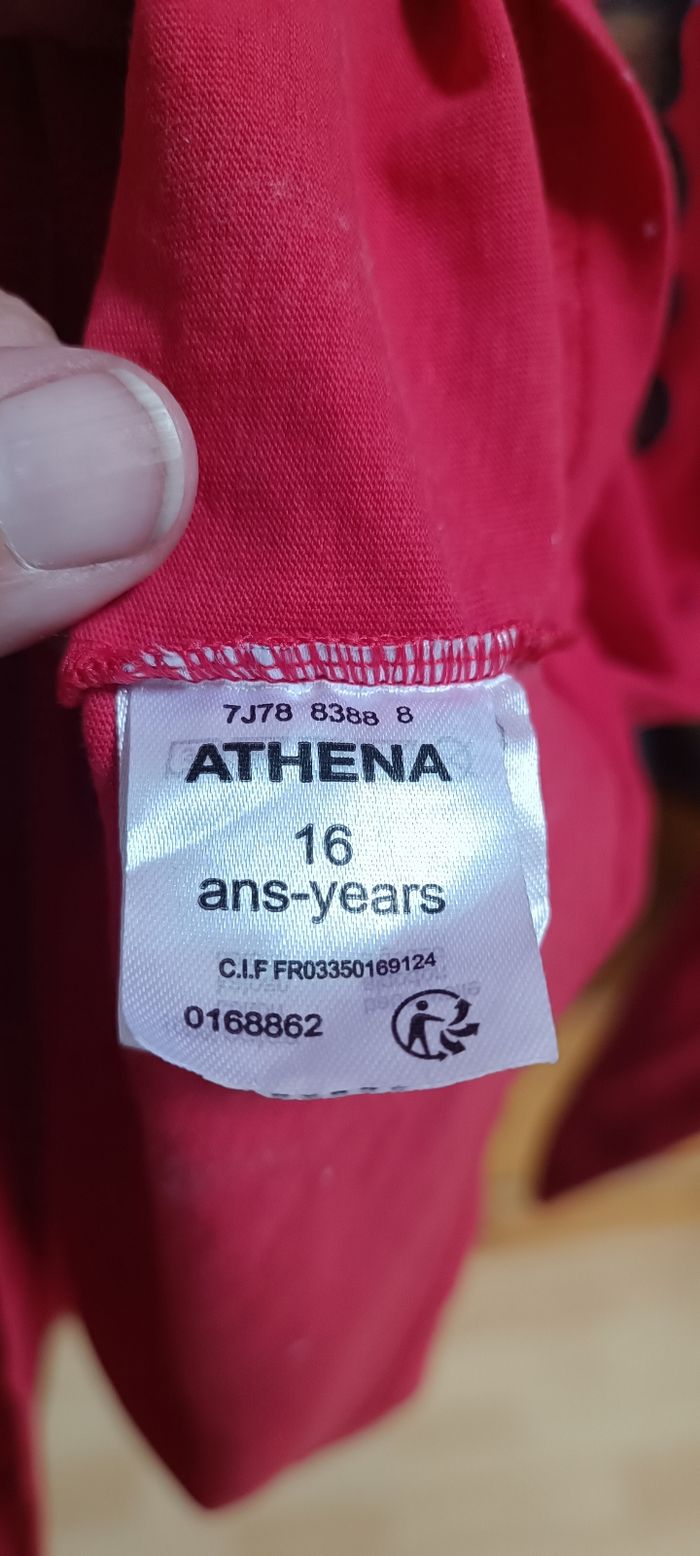 7J78 8388 8
ATHENA
16
ans-years
C.I.F FR03350169124
0168862